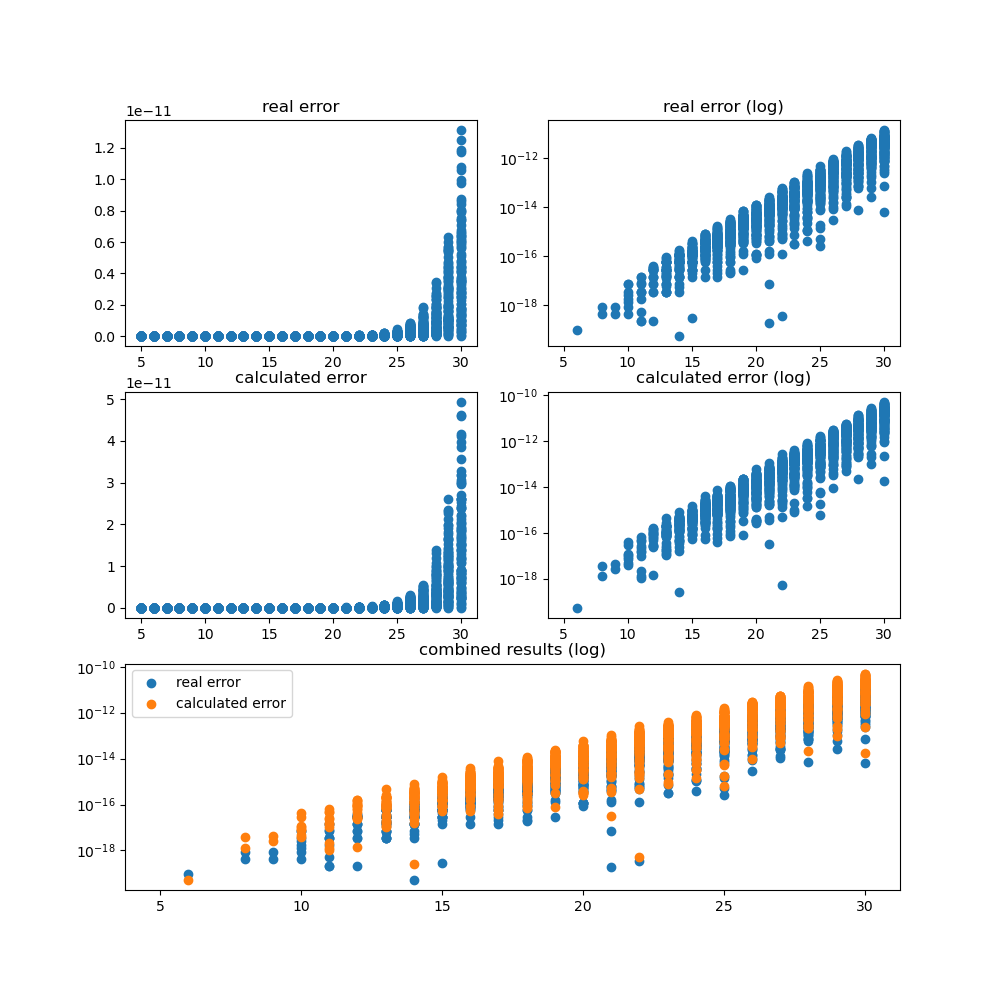 real error
1e−11
1.2
1.0
0.8
0.6
0.4
0.2
0.0
5 10 15 20 25 30
real error (log)
10⁻¹²
10⁻¹⁴
10⁻¹⁶
10⁻¹⁸
5 10 15 20 25 30
calculated error
1e−11
5
4
3
2
1
0
5 10 15 20 25 30
calculated error (log)
10⁻¹⁰
10⁻¹²
10⁻¹⁴
10⁻¹⁶
10⁻¹⁸
5 10 15 20 25 30
combined results (log)
10⁻¹⁰
10⁻¹²
10⁻¹⁴
10⁻¹⁶
10⁻¹⁸
real error
calculated error
5 10 15 20 25 30